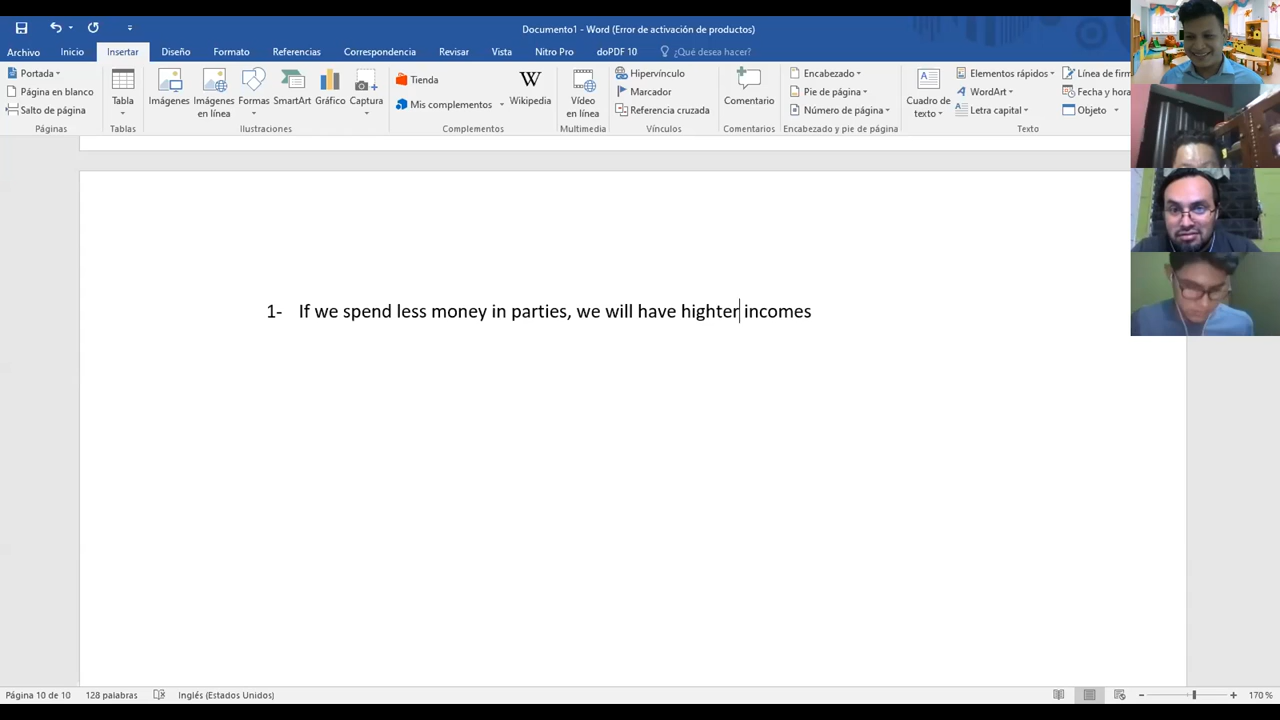 Documento1 - Word (Error de activación de productos)
Archivo Inicio Insertar Diseño Formato Referencias Correspondencia Revisar Vista Nitro Pro doPDF 10 ¿Qué desea hacer?
Portada
Página en blanco
Salto de página
Páginas
Tabla
Tablas
Imágenes
Imágenes en línea
Formas
SmartArt
Gráfico
Captura
Ilustraciones
Tienda
Mis complementos
Wikipedia
Complementos
Vídeo en línea
Multimedia
Hipervínculo
Marcador
Referencia cruzada
Vínculos
Comentario
Comentarios
Encabezado
Pie de página
Número de página
Encabezado y pie de página
Cuadro de texto
Elementos rápidos
WordArt
Letra capital
Línea de firm
Fecha y hora
Objeto
Texto
1- If we spend less money in parties, we will have highter incomes
Página 10 de 10 128 palabras Inglés (Estados Unidos) 170 %